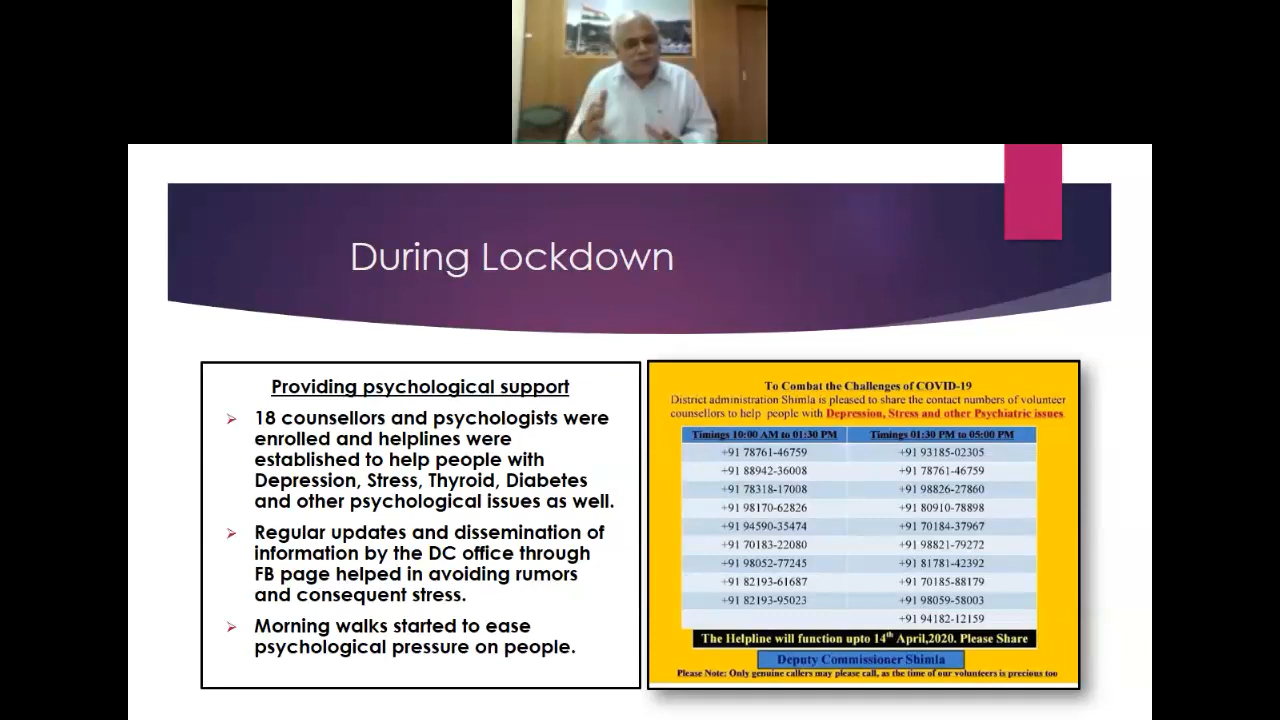 During Lockdown
Providing psychological support
18 counsellors and psychologists were
enrolled and helplines were
established to help people with
Depression, Stress, Thyroid, Diabetes
and other psychological issues as well.
Regular updates and dissemination of
information by the DC office through
FB page helped in avoiding rumors
and consequent stress.
Morning walks started to ease
psychological pressure on people.
To Combat the Challenges of COVID-19
District administration Shimla is pleased to share the contact numbers of volunteer
counsellors to help people with Depression, Stress and other Psychiatric issues
Timings 10:00 AM to 01:30 PM Timings 01:30 PM to 05:00 PM
+91 78761-46759 +91 93185-02305
+91 88942-36008 +91 78761-46759
+91 78318-17008 +91 98826-27860
+91 98170-62826 +91 80910-78898
+91 94590-35474 +91 70184-37967
+91 70183-22080 +91 98821-79272
+91 98052-77245 +91 81781-42392
+91 82193-61687 +91 70185-88179
+91 82193-95023 +91 98059-58003
+91 94182-12159
The Helpline will function upto 14th April,2020. Please Share
Deputy Commissioner Shimla
Please Note: Only genuine callers may please call, as the time of our volunteers is precious too